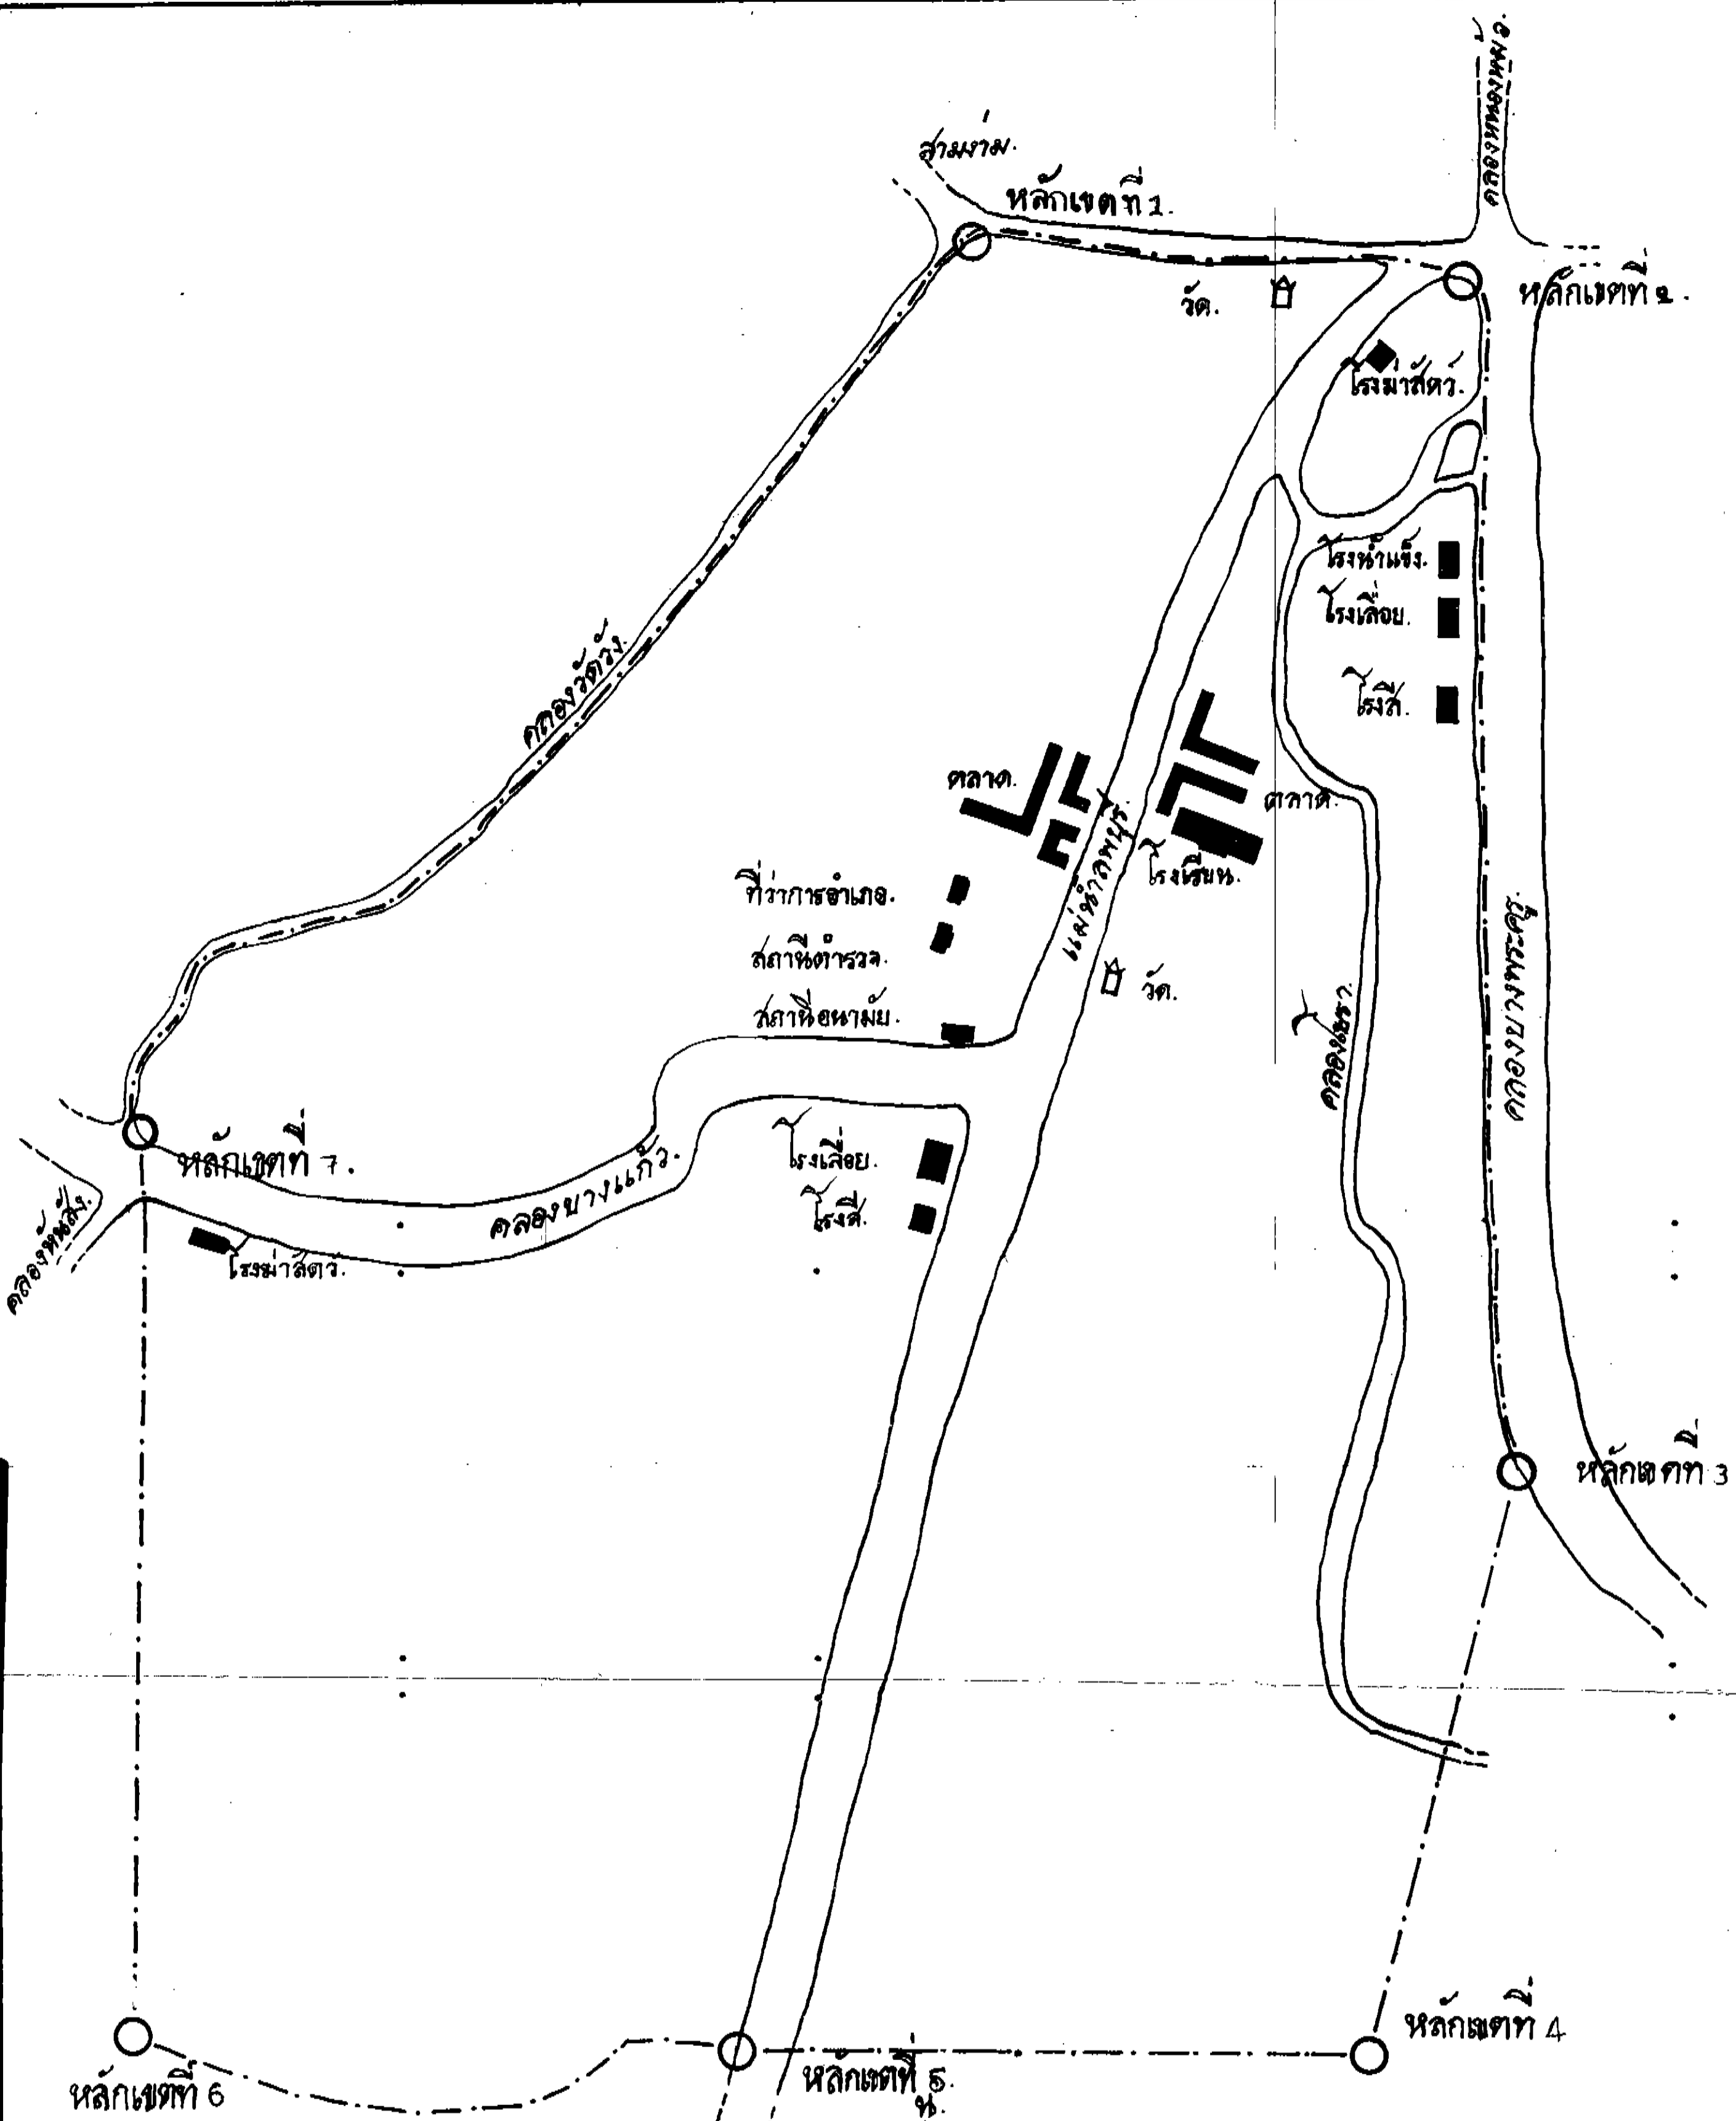 คลองหนองหม้อ.
สามง่าม.
หลักเขตที่ 1.
หลักเขตที่ 2.
วัด.
โรงฆ่าสัตว์.
โรงน้ำแข็ง.
โรงเลื่อย.
โรงสี.
คลองวัดวัง.
ตลาด.
ตลาด.
แม่น้ำลพบุรี.
โรงเรียน.
ที่ว่าการอำเภอ.
สถานีตำรวจ.
สถานีอนามัย.
วัด.
คลองบางพระครู.
หลักเขตที่ 7.
คลองบางแก้ว.
โรงเลื่อย.
โรงสี.
คลองหันสัง.
โรงฆ่าสัตว์.
หลักเขตที่ 3
หลักเขตที่ 4
หลักเขตที่ 5.
น.
หลักเขตที่ 6